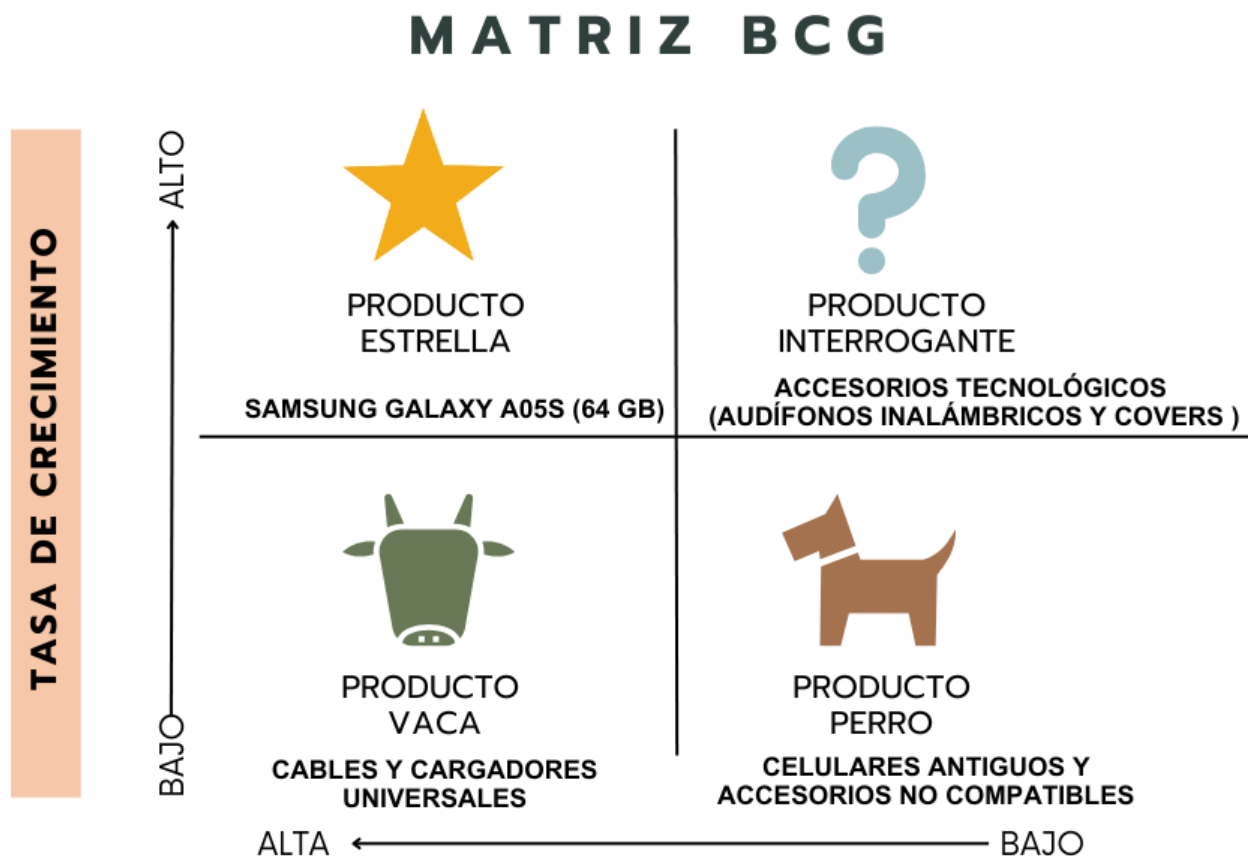 MATRIZ BCG
TASA DE CRECIMIENTO
ALTO
BAJO
PRODUCTO
ESTRELLA
SAMSUNG GALAXY A05S (64 GB)
PRODUCTO
INTERROGANTE
ACCESORIOS TECNOLÓGICOS
(AUDÍFONOS INALÁMBRICOS Y COVERS )
PRODUCTO
VACA
CABLES Y CARGADORES
UNIVERSALES
PRODUCTO
PERRO
CELULARES ANTIGUOS Y
ACCESORIOS NO COMPATIBLES
ALTA
BAJO